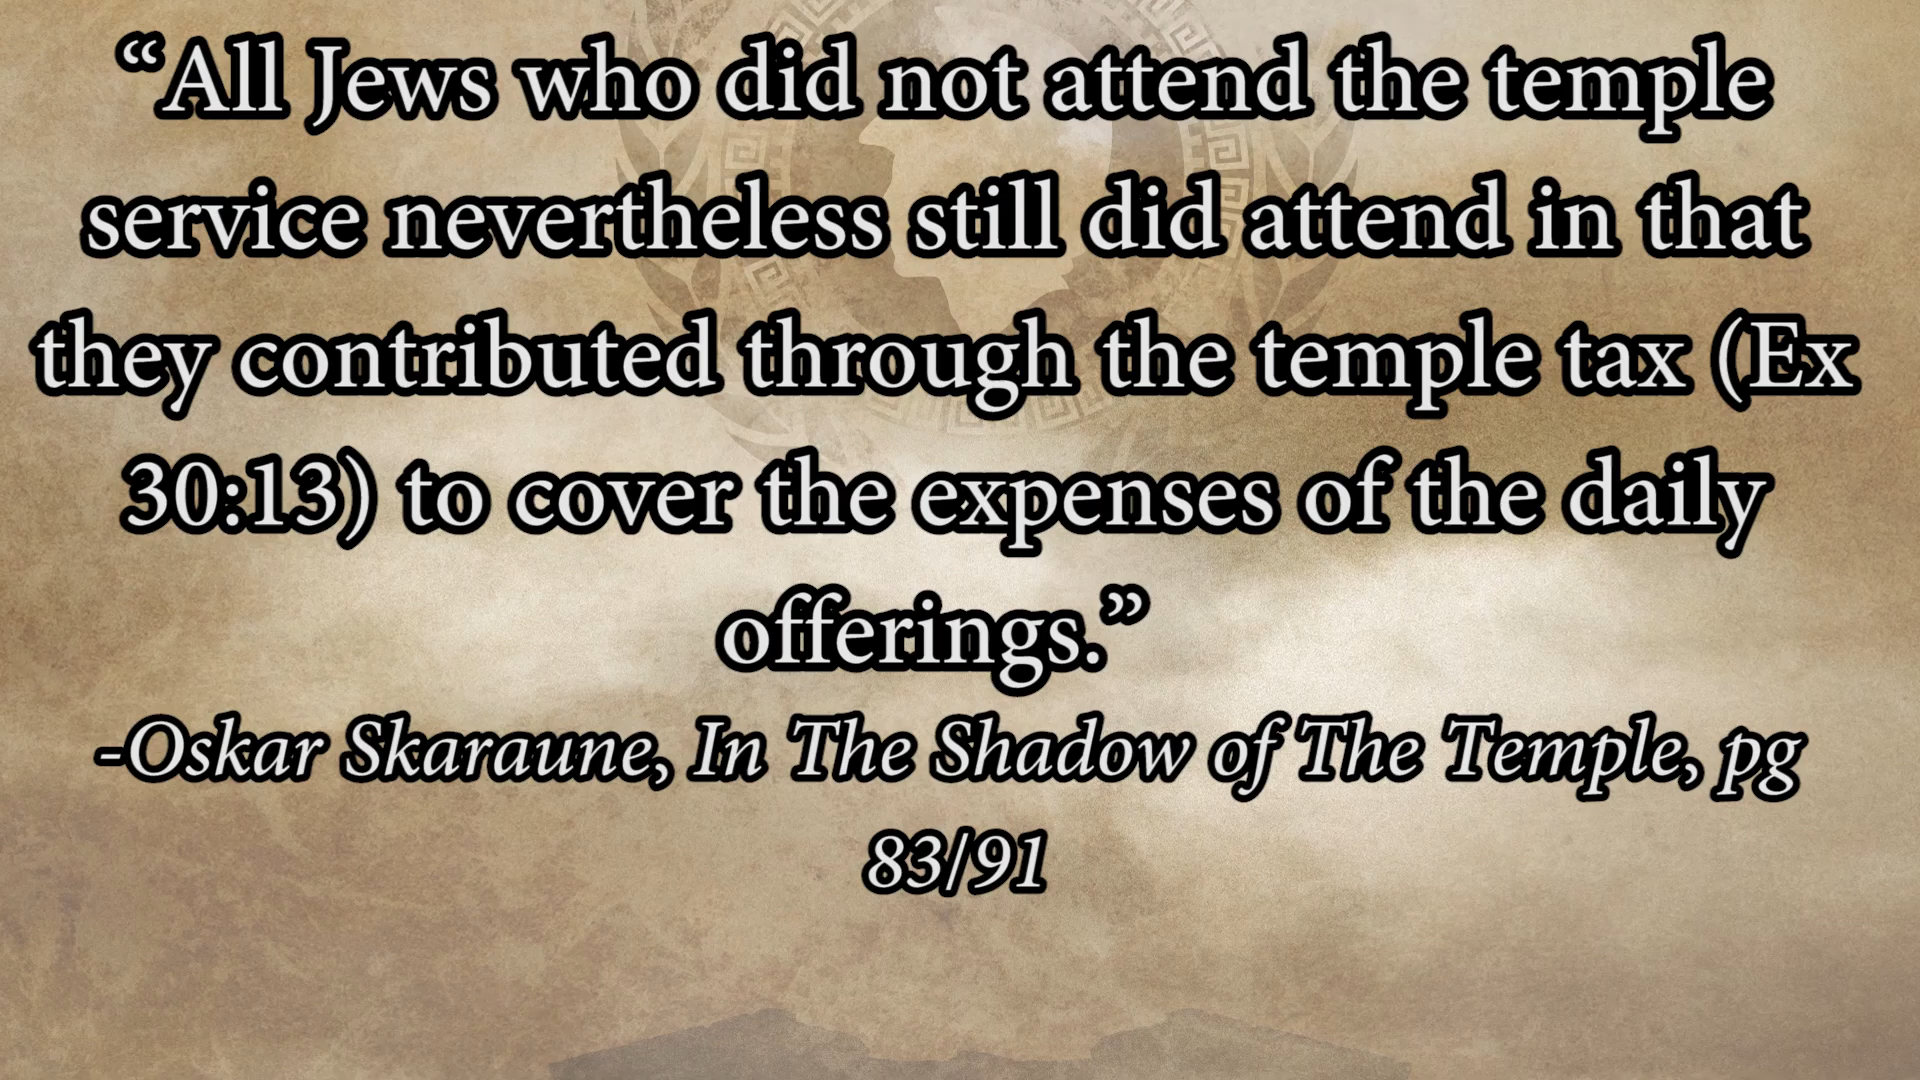 “All Jews who did not attend the temple
service nevertheless still did attend in that
they contributed through the temple tax (Ex
30:13) to cover the expenses of the daily
offerings.”
-Oskar Skaraune, In The Shadow of The Temple, pg
83/91